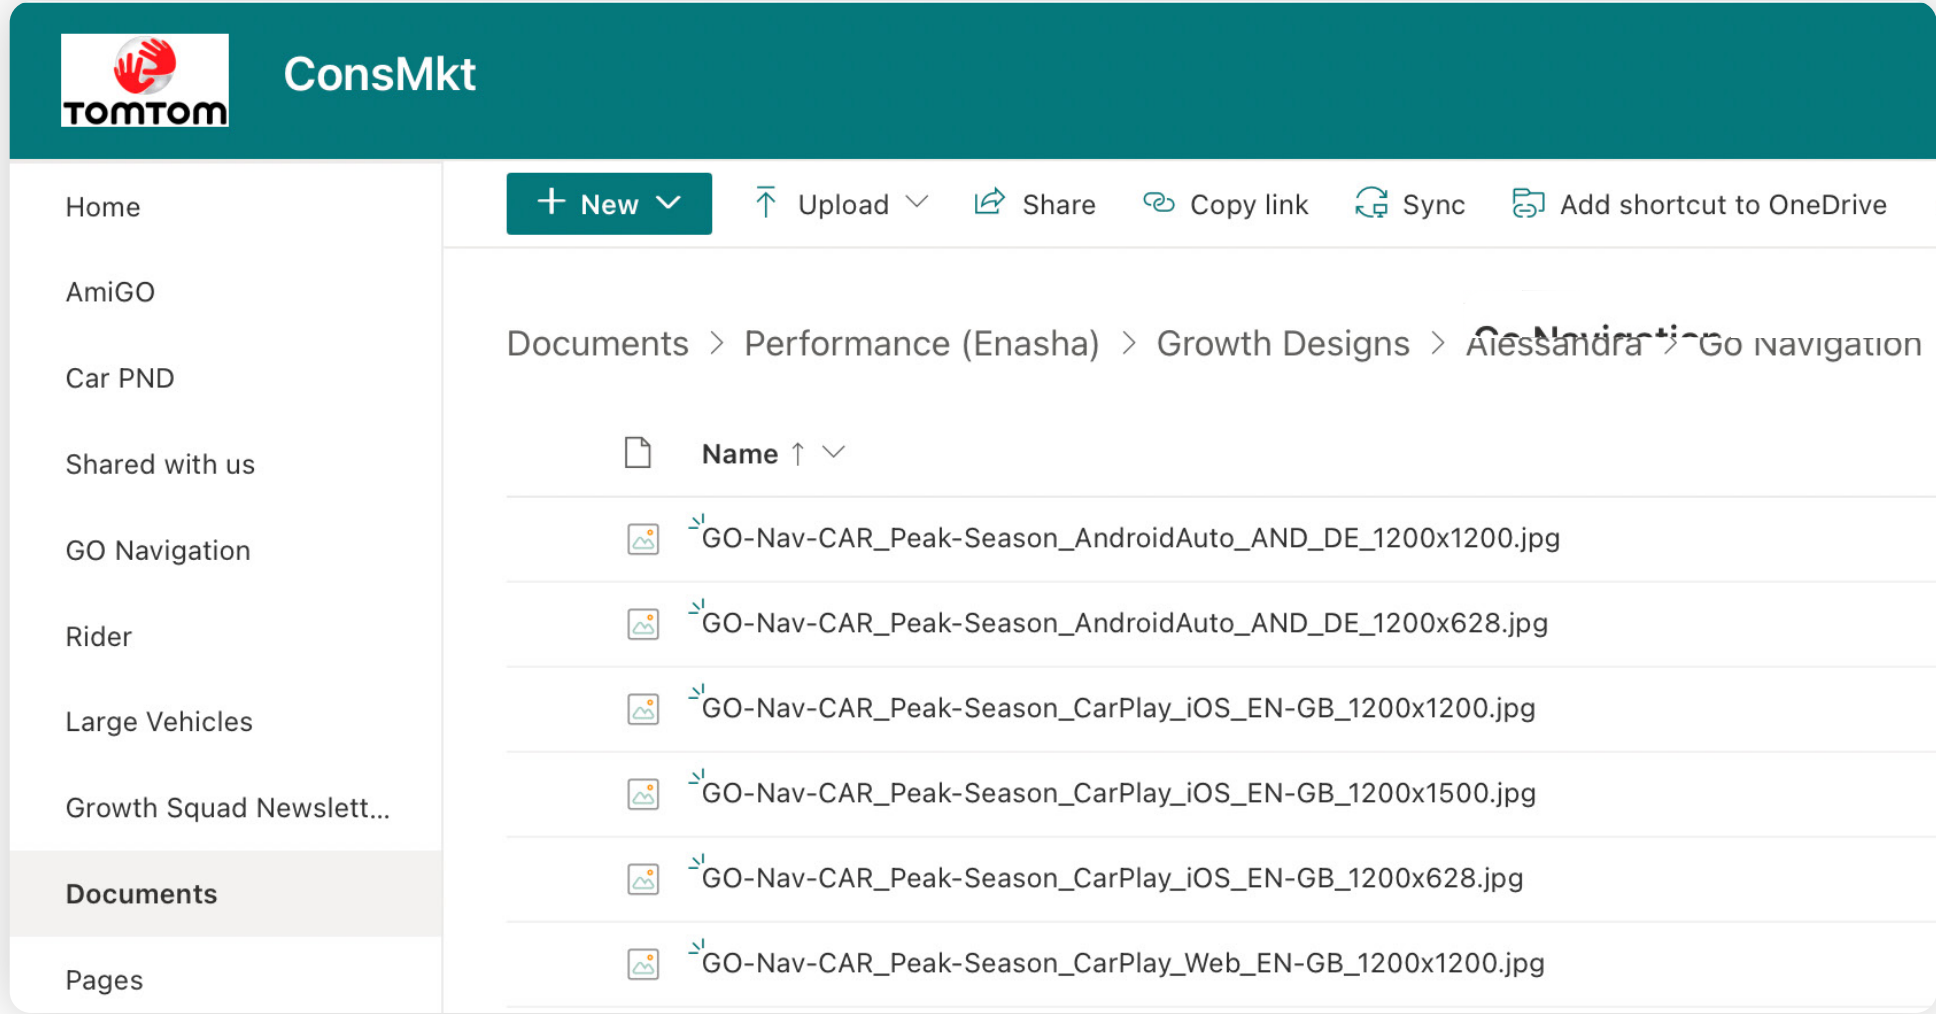 TOMTOM
ConsMkt
Home
AmiGO
Car PND
Shared with us
GO Navigation
Rider
Large Vehicles
Growth Squad Newslett...
Documents
Pages
New
Upload
Share
Copy link
Sync
Add shortcut to OneDrive
Documents > Performance (Enasha) > Growth Designs > Alessandra > Go Navigation
Name
GO-Nav-CAR_Peak-Season_AndroidAuto_AND_DE_1200x1200.jpg
GO-Nav-CAR_Peak-Season_AndroidAuto_AND_DE_1200x628.jpg
GO-Nav-CAR_Peak-Season_CarPlay_iOS_EN-GB_1200x1200.jpg
GO-Nav-CAR_Peak-Season_CarPlay_iOS_EN-GB_1200x1500.jpg
GO-Nav-CAR_Peak-Season_CarPlay_iOS_EN-GB_1200x628.jpg
GO-Nav-CAR_Peak-Season_CarPlay_Web_EN-GB_1200x1200.jpg